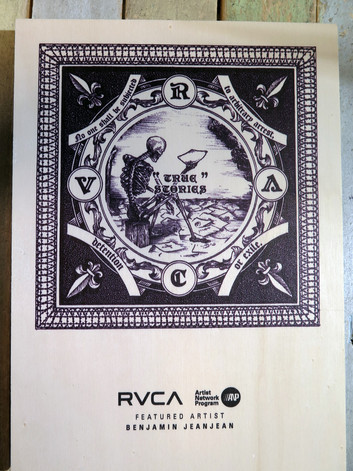 R
No one shall be subjected
to arbitrary arrest,
" TRUE "
STORIES
V
A
detention
or exile.
C
RVCA
Artist
Network
Program
ANP
FEATURED ARTIST
BENJAMIN JEANJEAN